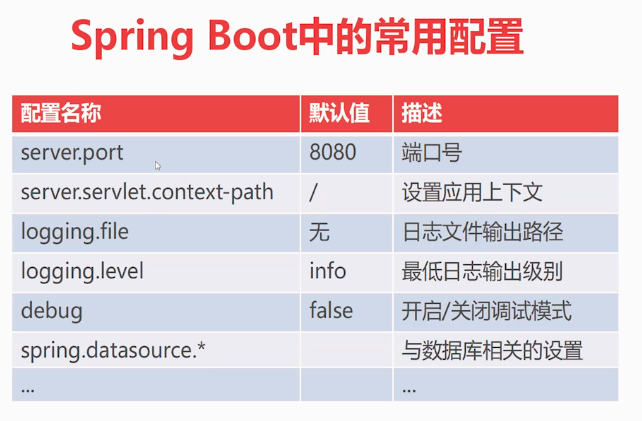 Spring Boot中的常用配置
配置名称 默认值 描述
server.port 8080 端口号
server.servlet.context-path / 设置应用上下文
logging.file 无 日志文件输出路径
logging.level info 最低日志输出级别
debug false 开启/关闭调试模式
spring.datasource.* 与数据库相关的设置
... ...